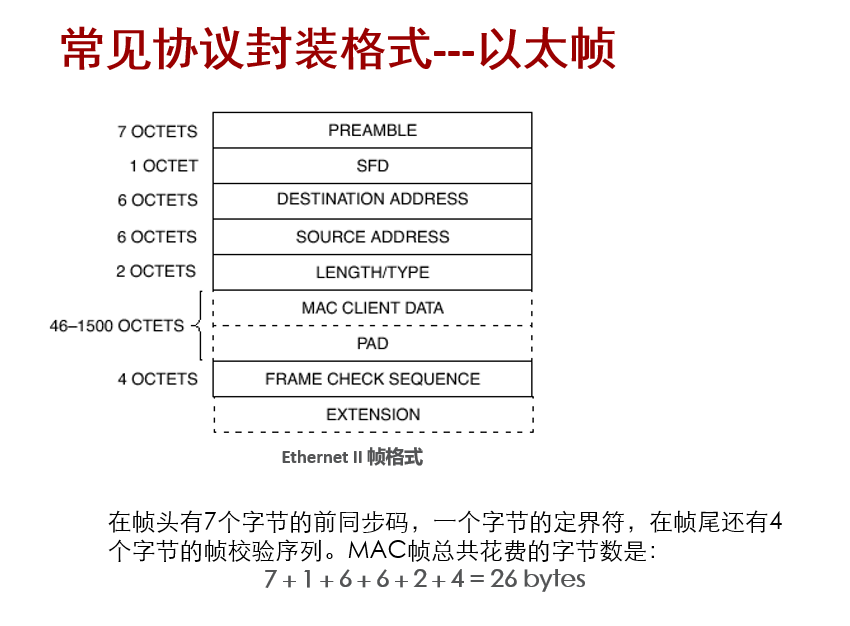 常见协议封装格式---以太帧
7 OCTETS PREAMBLE
1 OCTET SFD
6 OCTETS DESTINATION ADDRESS
6 OCTETS SOURCE ADDRESS
2 OCTETS LENGTH/TYPE
MAC CLIENT DATA
46–1500 OCTETS
PAD
4 OCTETS FRAME CHECK SEQUENCE
EXTENSION
Ethernet II 帧格式
在帧头有7个字节的前同步码，一个字节的定界符，在帧尾还有4
个字节的帧校验序列。MAC帧总共花费的字节数是：
7 + 1 + 6 + 6 + 2 + 4 = 26 bytes